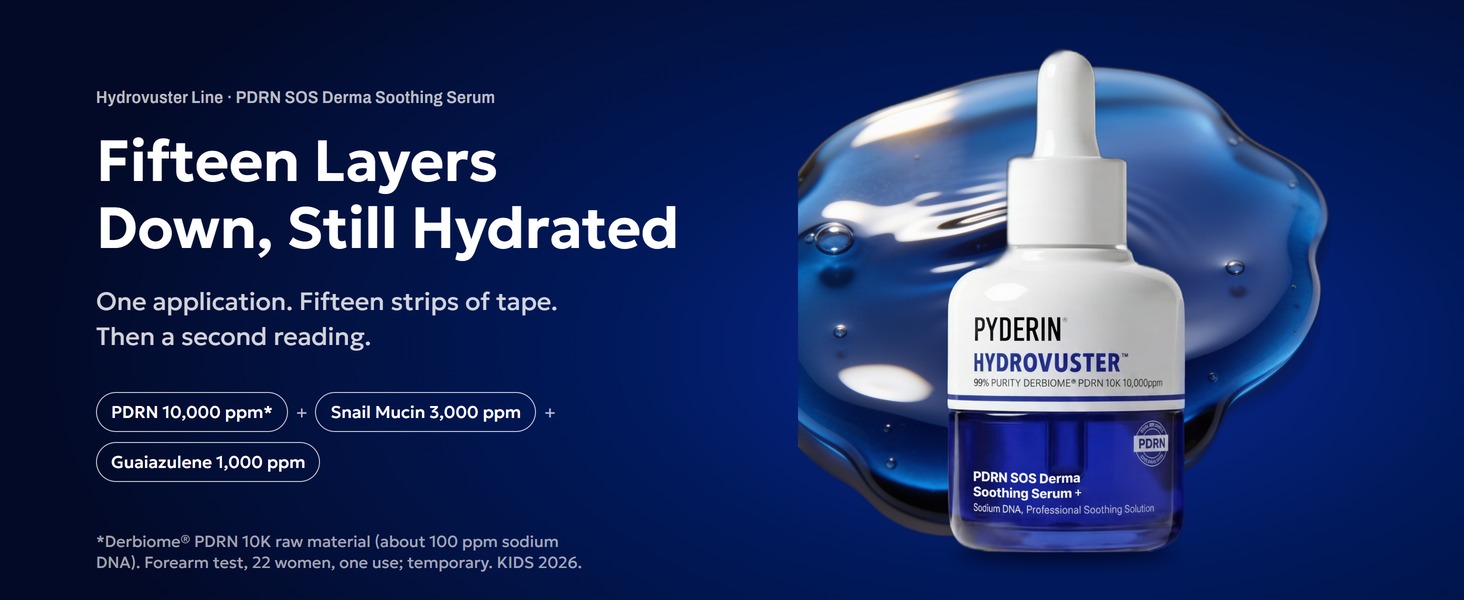 Hydrovuster Line · PDRN SOS Derma Soothing Serum
Fifteen Layers
Down, Still Hydrated
One application. Fifteen strips of tape.
Then a second reading.
PDRN 10,000 ppm* + Snail Mucin 3,000 ppm +
Guaiazulene 1,000 ppm
*Derbiome® PDRN 10K raw material (about 100 ppm sodium
DNA). Forearm test, 22 women, one use; temporary. KIDS 2026.
PYDERIN®
HYDROVUSTER™
99% PURITY DERBIOME® PDRN 10K 10,000ppm
PDRN
PDRN SOS Derma
Soothing Serum +
Sodium DNA, Professional Soothing Solution